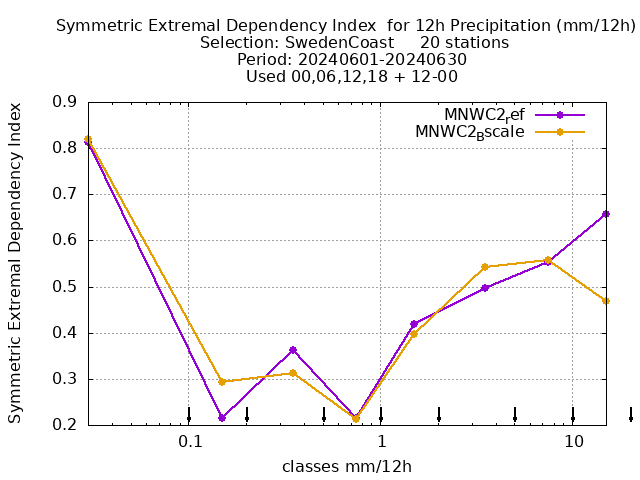 Symmetric Extremal Dependency Index  for 12h Precipitation (mm/12h)
Selection: SwedenCoast     20 stations
Period: 20240601-20240630
Used 00,06,12,18 + 12-00
MNWC2ref
MNWC2Bscale
Symmetric Extremal Dependency Index
0.9
0.8
0.7
0.6
0.5
0.4
0.3
0.2
0.1
1
10
classes mm/12h